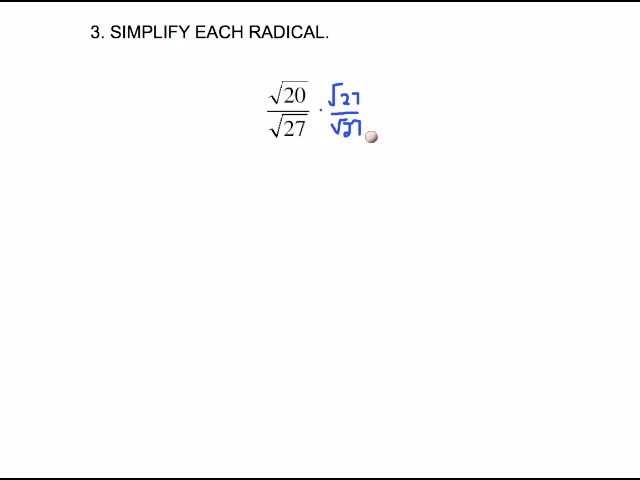 3. SIMPLIFY EACH RADICAL.
√20 · √27
√27 √27